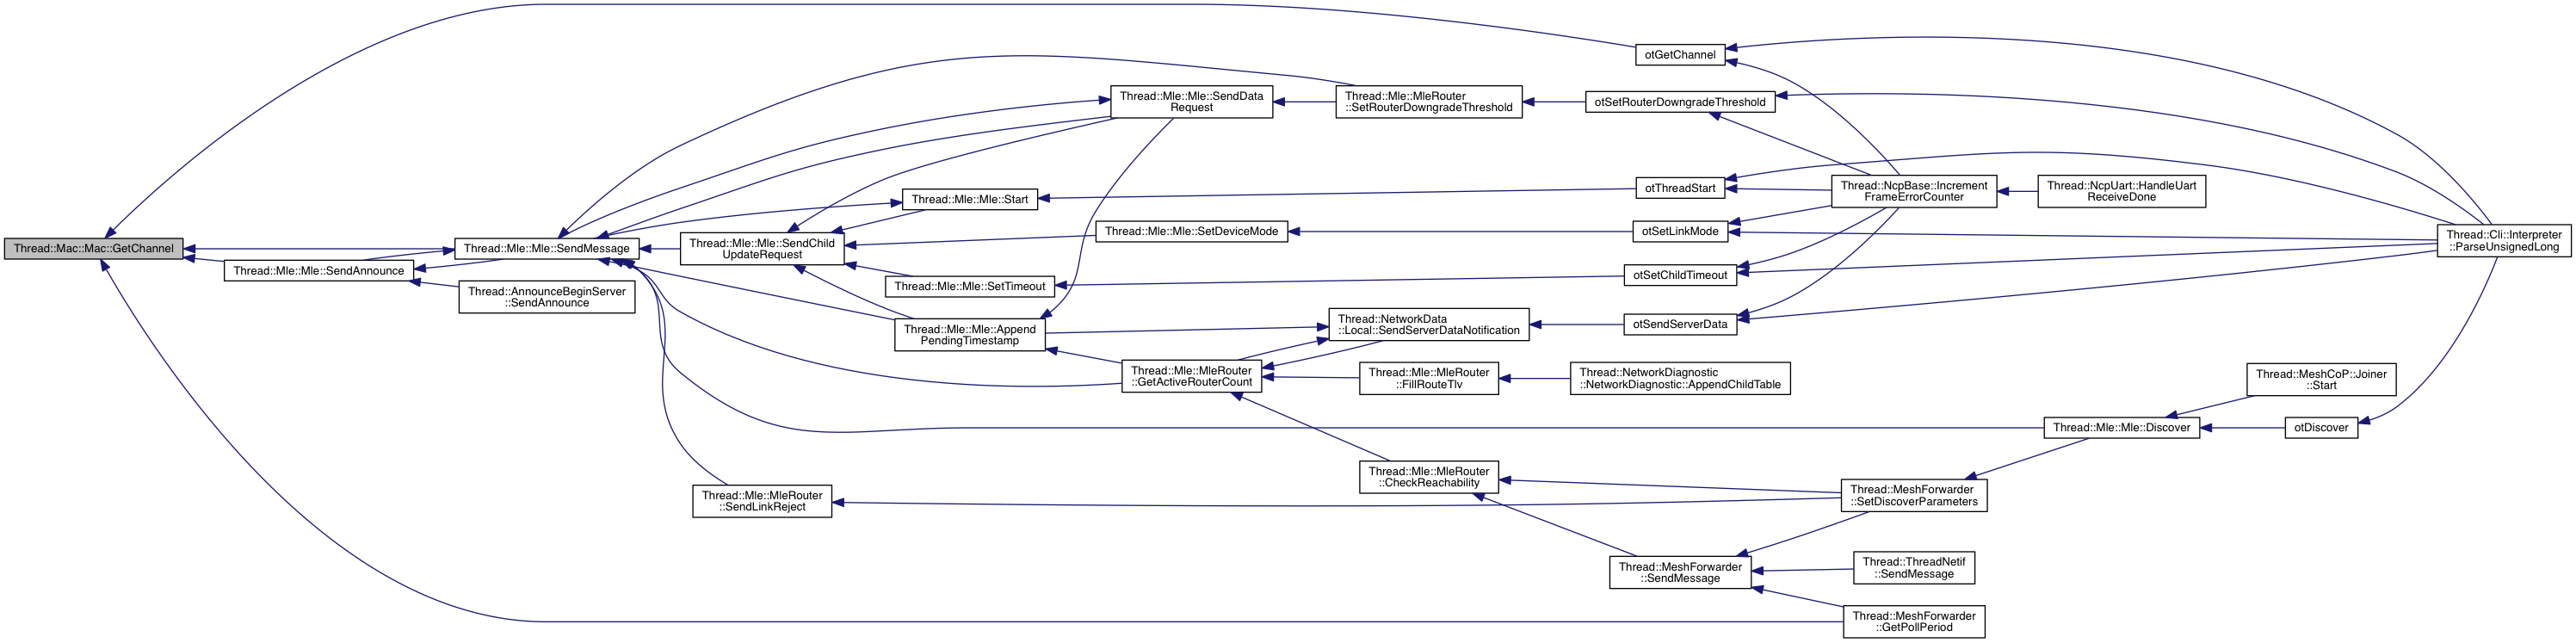 Thread::Mac::Mac::GetChannel
Thread::Mle::Mle::SendMessage
Thread::Mle::Mle::SendAnnounce
Thread::AnnounceBeginServer
::SendAnnounce
Thread::Mle::Mle::SendChild
UpdateRequest
Thread::Mle::MleRouter
::SendLinkReject
Thread::Mle::Mle::Start
Thread::Mle::Mle::SetTimeout
Thread::Mle::Mle::Append
PendingTimestamp
Thread::Mle::Mle::SendData
Request
Thread::Mle::Mle::SetDeviceMode
Thread::Mle::MleRouter
::GetActiveRouterCount
Thread::Mle::MleRouter
::SetRouterDowngradeThreshold
Thread::NetworkData
::Local::SendServerDataNotification
Thread::Mle::MleRouter
::FillRouteTlv
Thread::Mle::MleRouter
::CheckReachability
otGetChannel
otSetRouterDowngradeThreshold
otThreadStart
otSetLinkMode
otSetChildTimeout
otSendServerData
Thread::NetworkDiagnostic
::NetworkDiagnostic::AppendChildTable
Thread::MeshForwarder
::SendMessage
Thread::NcpBase::Increment
FrameErrorCounter
Thread::MeshForwarder
::SetDiscoverParameters
Thread::ThreadNetif
::SendMessage
Thread::MeshForwarder
::GetPollPeriod
Thread::NcpUart::HandleUart
ReceiveDone
Thread::Mle::Mle::Discover
Thread::MeshCoP::Joiner
::Start
otDiscover
Thread::Cli::Interpreter
::ParseUnsignedLong